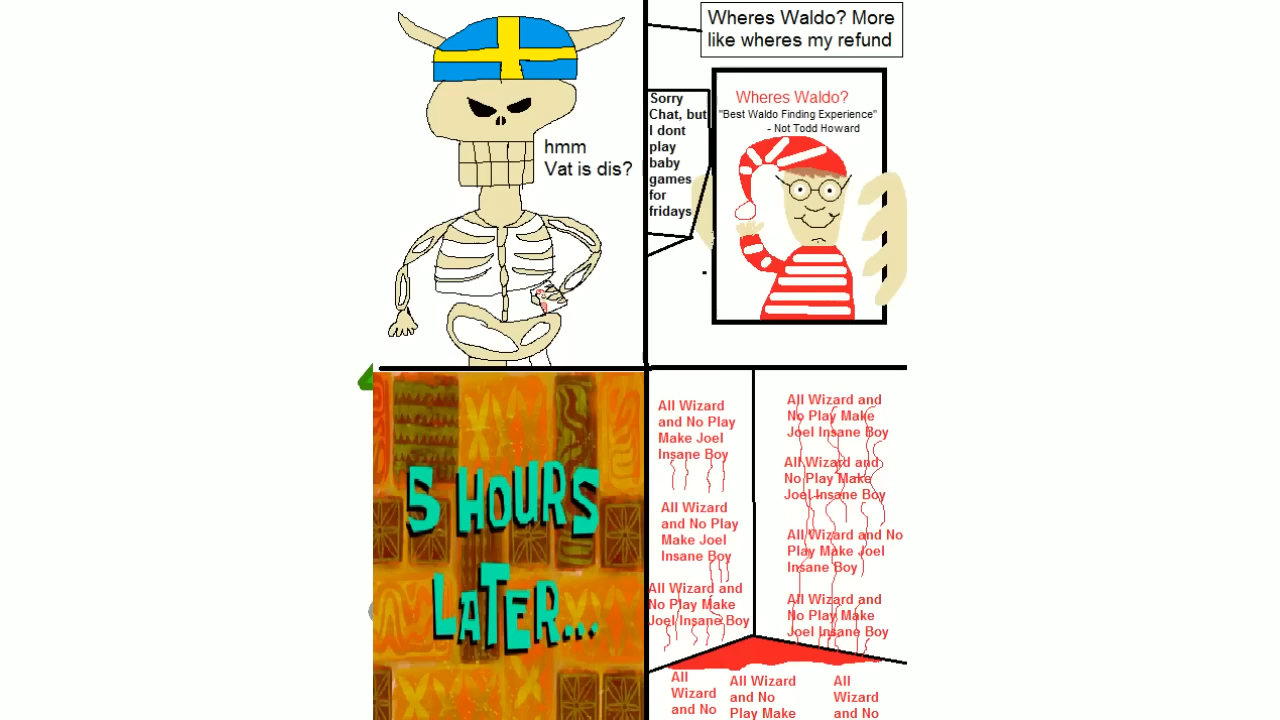 hmm
Vat is dis?
Wheres Waldo? More
like wheres my refund
Sorry
Chat, but
I dont
play
baby
games
for
fridays
Wheres Waldo?
"Best Waldo Finding Experience"
- Not Todd Howard
5 HOURS
LATER...
All Wizard
and No Play
Make Joel
Insane Boy
All Wizard
and No Play
Make Joel
Insane Boy
All Wizard and
No Play Make
Joel Insane Boy
All Wizard and
No Play Make
Joel Insane Boy
All Wizard and
No Play Make
Joel Insane Boy
All Wizard and No
Play Make Joel
Insane Boy
All Wizard and
No Play Make
Joel Insane Boy
All
Wizard
and No
All Wizard
and No
Play Make
All
Wizard
and No